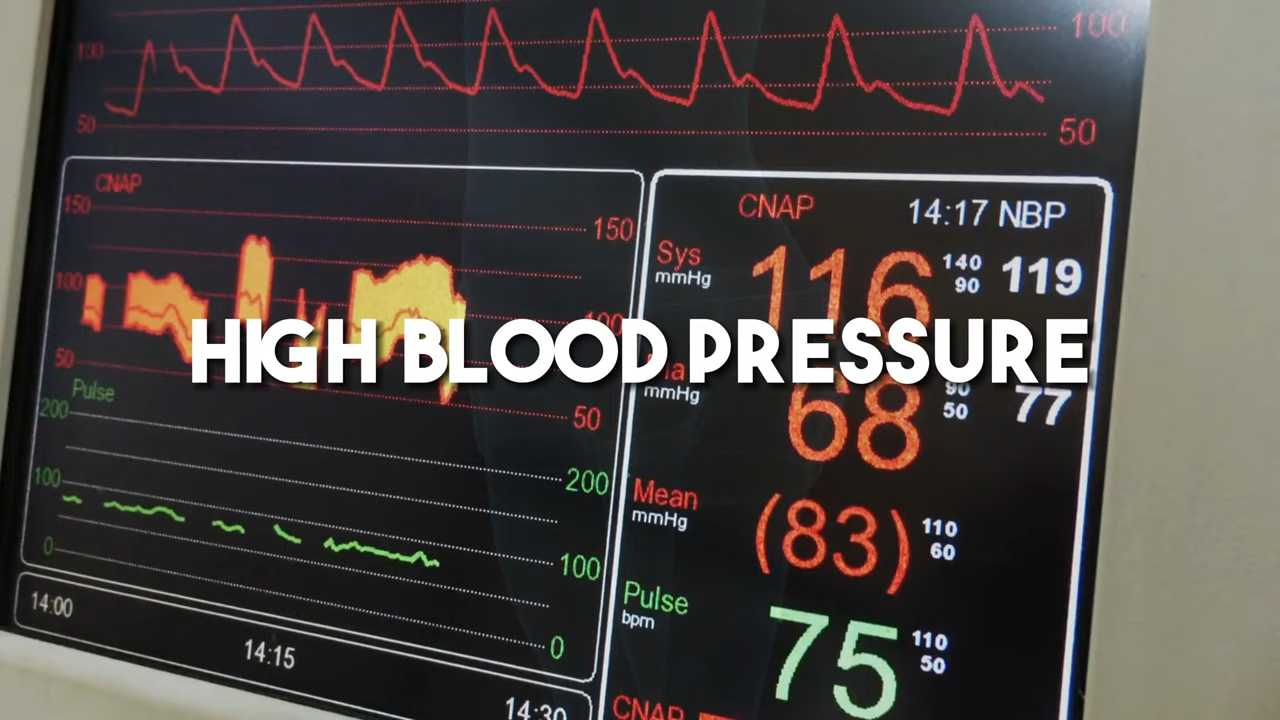 100
100
50
50
CNAP
150
150
100
50
50
Pulse
200
200
100
100
0
0
14:00
14:15
14:30
CNAP
14:17 NBP
Sys
mmHg
116
140
90
119
HIGH BLOOD PRESSURE
mmHg
68
90
50
77
Mean
mmHg
(83)
110
60
Pulse
bpm
75
110
50
CNAP